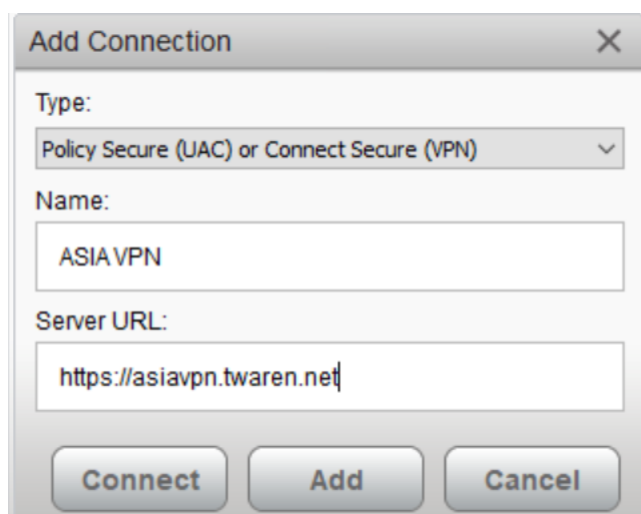 Add Connection
Type:
Policy Secure (UAC) or Connect Secure (VPN)
Name:
ASIA VPN
Server URL:
https://asiavpn.twaren.net
Connect Add Cancel